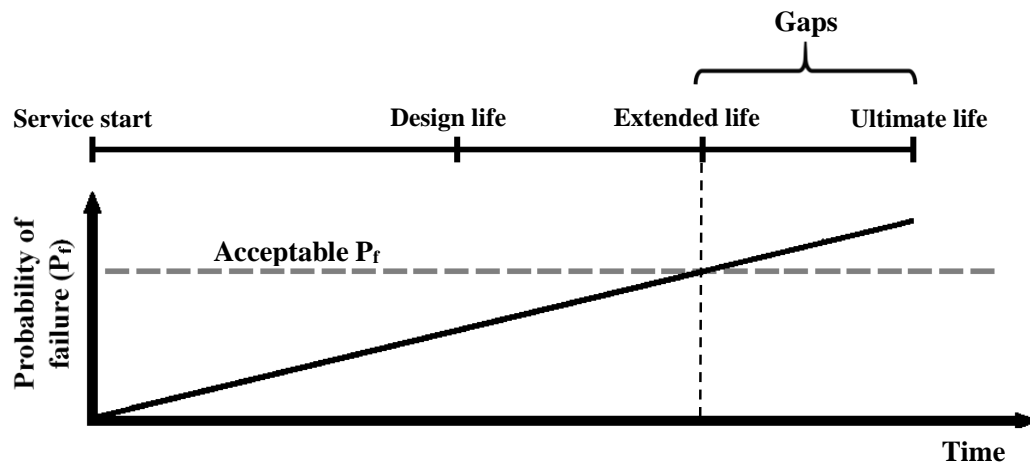 Gaps
Service start
Design life
Extended life
Ultimate life
Probability of
failure (Pf)
Acceptable Pf
Time